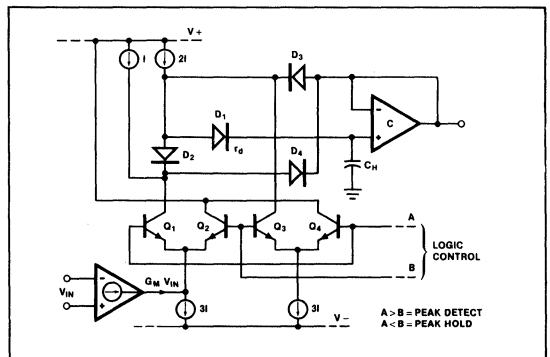 V+
I
2I
D3
D1
rd
D2
D4
−
+
C
CH
Q1
Q2
Q3
Q4
A
B
LOGIC
CONTROL
VIN
−
+
GM VIN
3I
3I
V−
A > B = PEAK DETECT
A < B = PEAK HOLD